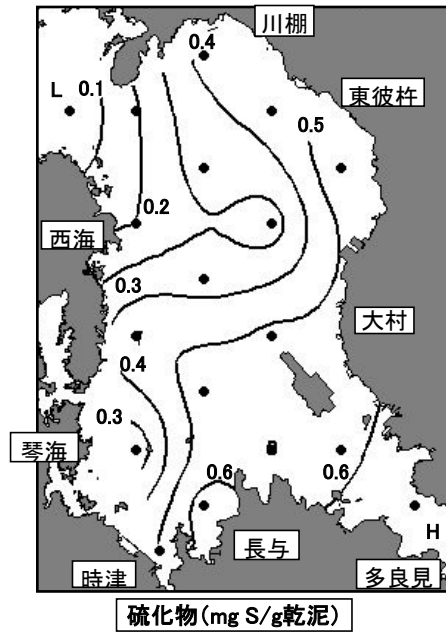 川棚
0.4
L
0.1
東彼杵
0.5
0.2
西海
0.3
大村
0.4
0.3
琴海
0.6
0.6
H
長与
時津
多良見
硫化物(mg S/g乾泥)